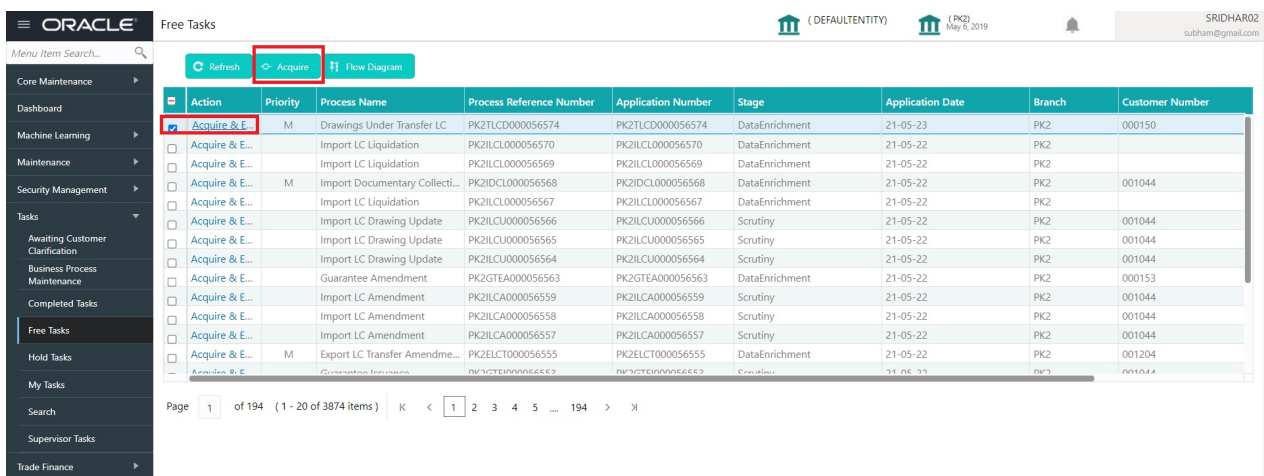 ORACLE
Free Tasks
( DEFAULTENTITY)
( PK2)
May 6, 2019
SRIDHAR02
subham@gmail.com
Menu Item Search...
Core Maintenance
Dashboard
Machine Learning
Maintenance
Security Management
Tasks
Awaiting Customer
Clarification
Business Process
Maintenance
Completed Tasks
Free Tasks
Hold Tasks
My Tasks
Search
Supervisor Tasks
Trade Finance
Refresh Acquire Flow Diagram
Action Priority Process Name Process Reference Number Application Number Stage Application Date Branch Customer Number
Acquire & E... M Drawings Under Transfer LC PK2TLCD000056574 PK2TLCD000056574 DataEnrichment 21-05-23 PK2 000150
Acquire & E... Import LC Liquidation PK2ILCL000056570 PK2ILCL000056570 DataEnrichment 21-05-22 PK2
Acquire & E... Import LC Liquidation PK2ILCL000056569 PK2ILCL000056569 DataEnrichment 21-05-22 PK2
Acquire & E... M Import Documentary Collecti... PK2IDCL000056568 PK2IDCL000056568 DataEnrichment 21-05-22 PK2 001044
Acquire & E... Import LC Liquidation PK2ILCL000056567 PK2ILCL000056567 DataEnrichment 21-05-22 PK2
Acquire & E... Import LC Drawing Update PK2ILCU000056566 PK2ILCU000056566 Scrutiny 21-05-22 PK2 001044
Acquire & E... Import LC Drawing Update PK2ILCU000056565 PK2ILCU000056565 Scrutiny 21-05-22 PK2 001044
Acquire & E... Import LC Drawing Update PK2ILCU000056564 PK2ILCU000056564 Scrutiny 21-05-22 PK2 001044
Acquire & E... Guarantee Amendment PK2GTEA000056563 PK2GTEA000056563 DataEnrichment 21-05-22 PK2 000153
Acquire & E... Import LC Amendment PK2ILCA000056559 PK2ILCA000056559 Scrutiny 21-05-22 PK2 001044
Acquire & E... Import LC Amendment PK2ILCA000056558 PK2ILCA000056558 Scrutiny 21-05-22 PK2 001044
Acquire & E... Import LC Amendment PK2ILCA000056557 PK2ILCA000056557 Scrutiny 21-05-22 PK2 001044
Acquire & E... M Export LC Transfer Amendme... PK2ELCT000056555 PK2ELCT000056555 DataEnrichment 21-05-22 PK2 001204
Acquire & E... Guarantee Issuance PK2GTEI000056553 PK2GTEI000056553 Scrutiny 21-05-22 PK2 001044
Page 1 of 194 ( 1 - 20 of 3874 items ) 1 2 3 4 5 ... 194